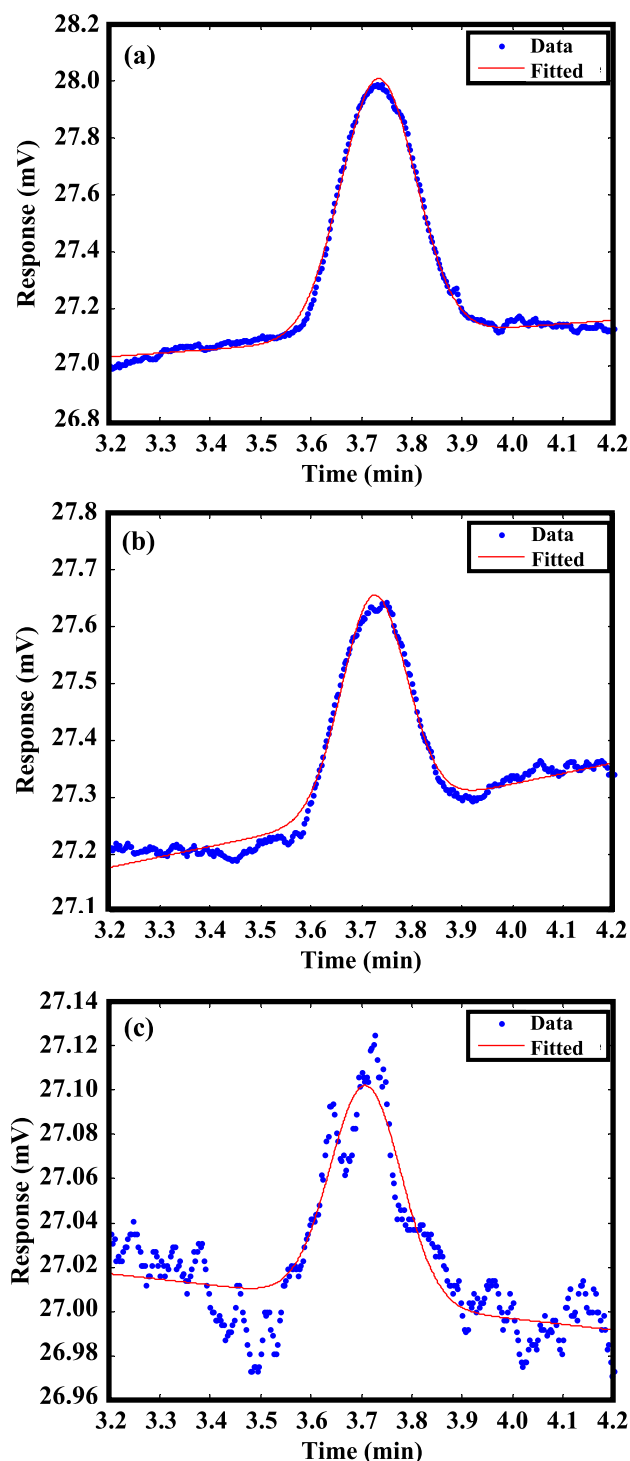 (a)
Data
Fitted
28.2
28.0
27.8
27.6
27.4
27.2
27.0
26.8
Response (mV)
3.2 3.3 3.4 3.5 3.6 3.7 3.8 3.9 4.0 4.1 4.2
Time (min)
(b)
Data
Fitted
27.8
27.7
27.6
27.5
27.4
27.3
27.2
27.1
Response (mV)
3.2 3.3 3.4 3.5 3.6 3.7 3.8 3.9 4.0 4.1 4.2
Time (min)
(c)
Data
Fitted
27.14
27.12
27.10
27.08
27.06
27.04
27.02
27.00
26.98
26.96
Response (mV)
3.2 3.3 3.4 3.5 3.6 3.7 3.8 3.9 4.0 4.1 4.2
Time (min)